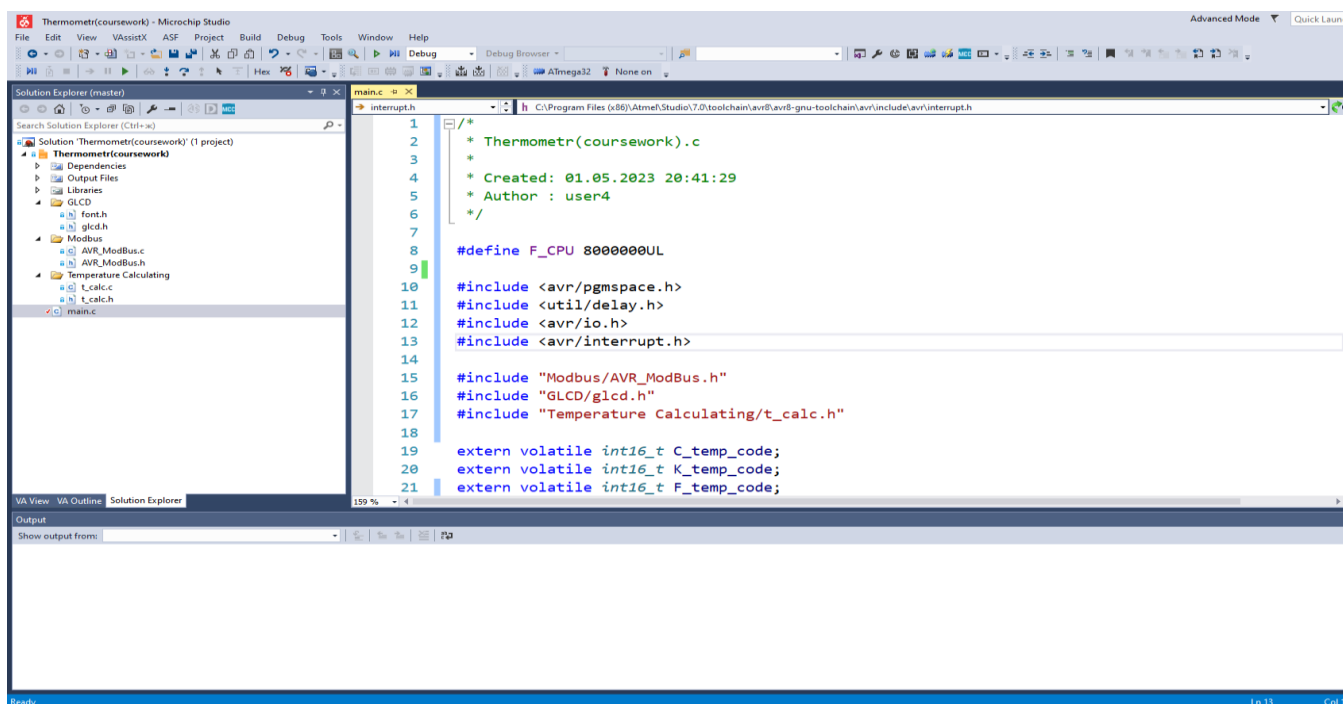 Thermometr(coursework) - Microchip Studio
Advanced Mode
Quick Laun
File Edit View VAssistX ASF Project Build Debug Tools Window Help
Debug
Debug Browser
Hex
ATmega32
None on
Solution Explorer (master)
Search Solution Explorer (Ctrl+ж)
Solution 'Thermometr(coursework)' (1 project)
Thermometr(coursework)
Dependencies
Output Files
Libraries
GLCD
font.h
glcd.h
Modbus
AVR_ModBus.c
AVR_ModBus.h
Temperature Calculating
t_calc.c
t_calc.h
main.c
VA View VA Outline Solution Explorer
main.c
interrupt.h
h C:\Program Files (x86)\Atmel\Studio\7.0\toolchain\avr8\avr8-gnu-toolchain\avr\include\avr\interrupt.h
1 /*
2 * Thermometr(coursework).c
3 *
4 * Created: 01.05.2023 20:41:29
5 * Author : user4
6 */
7
8 #define F_CPU 8000000UL
9
10 #include <avr/pgmspace.h>
11 #include <util/delay.h>
12 #include <avr/io.h>
13 #include <avr/interrupt.h>
14
15 #include "Modbus/AVR_ModBus.h"
16 #include "GLCD/glcd.h"
17 #include "Temperature Calculating/t_calc.h"
18
19 extern volatile int16_t C_temp_code;
20 extern volatile int16_t K_temp_code;
21 extern volatile int16_t F_temp_code;
159 %
Output
Show output from:
Ready
Ln 13
Col